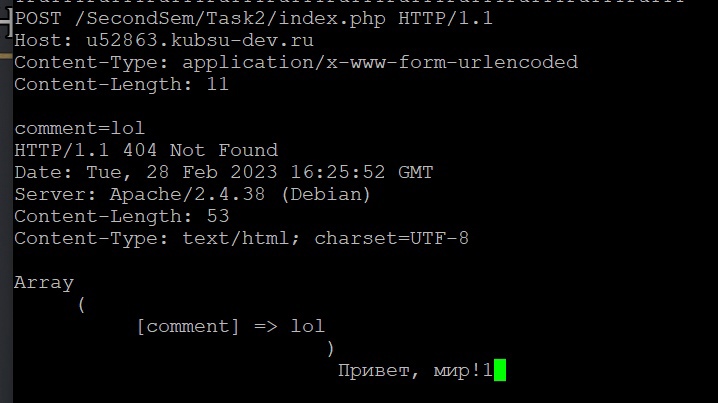 POST /SecondSem/Task2/index.php HTTP/1.1
Host: u52863.kubsu-dev.ru
Content-Type: application/x-www-form-urlencoded
Content-Length: 11

comment=lol
HTTP/1.1 404 Not Found
Date: Tue, 28 Feb 2023 16:25:52 GMT
Server: Apache/2.4.38 (Debian)
Content-Length: 53
Content-Type: text/html; charset=UTF-8

Array
(
[comment] => lol
)
Привет, мир!1